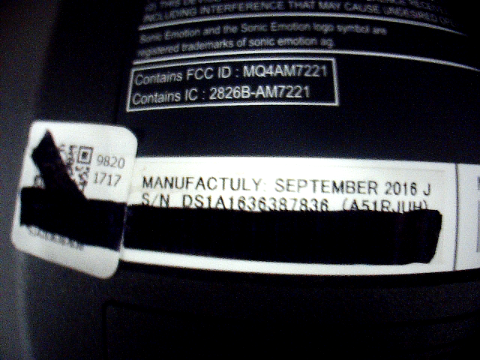 INCLUDING INTERFERENCE THAT MAY CAUSE UNDESIRED
Sonic Emotion and the Sonic Emotion logo symbol are
registered trademarks of sonic emotion ag.
Contains FCC ID : MQ4AM7221
Contains IC : 2826B-AM7221
9820
1717
MANUFACTULY: SEPTEMBER 2016 J
S/N DS1A1636387836 (A51RJUH)